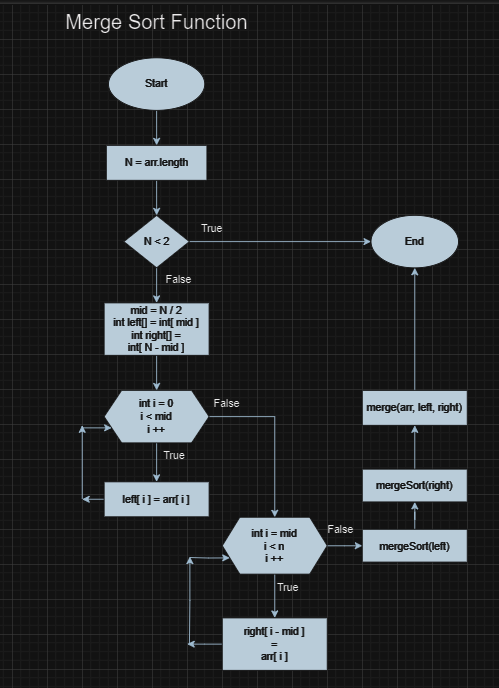 Merge Sort Function
Start
N = arr.length
N < 2
True
End
False
mid = N / 2
int left[] = int[ mid ]
int right[] =
int[ N - mid ]
int i = 0
i < mid
i ++
False
True
left[ i ] = arr[ i ]
int i = mid
i < n
i ++
False
True
right[ i - mid ]
=
arr[ i ]
mergeSort(left)
mergeSort(right)
merge(arr, left, right)